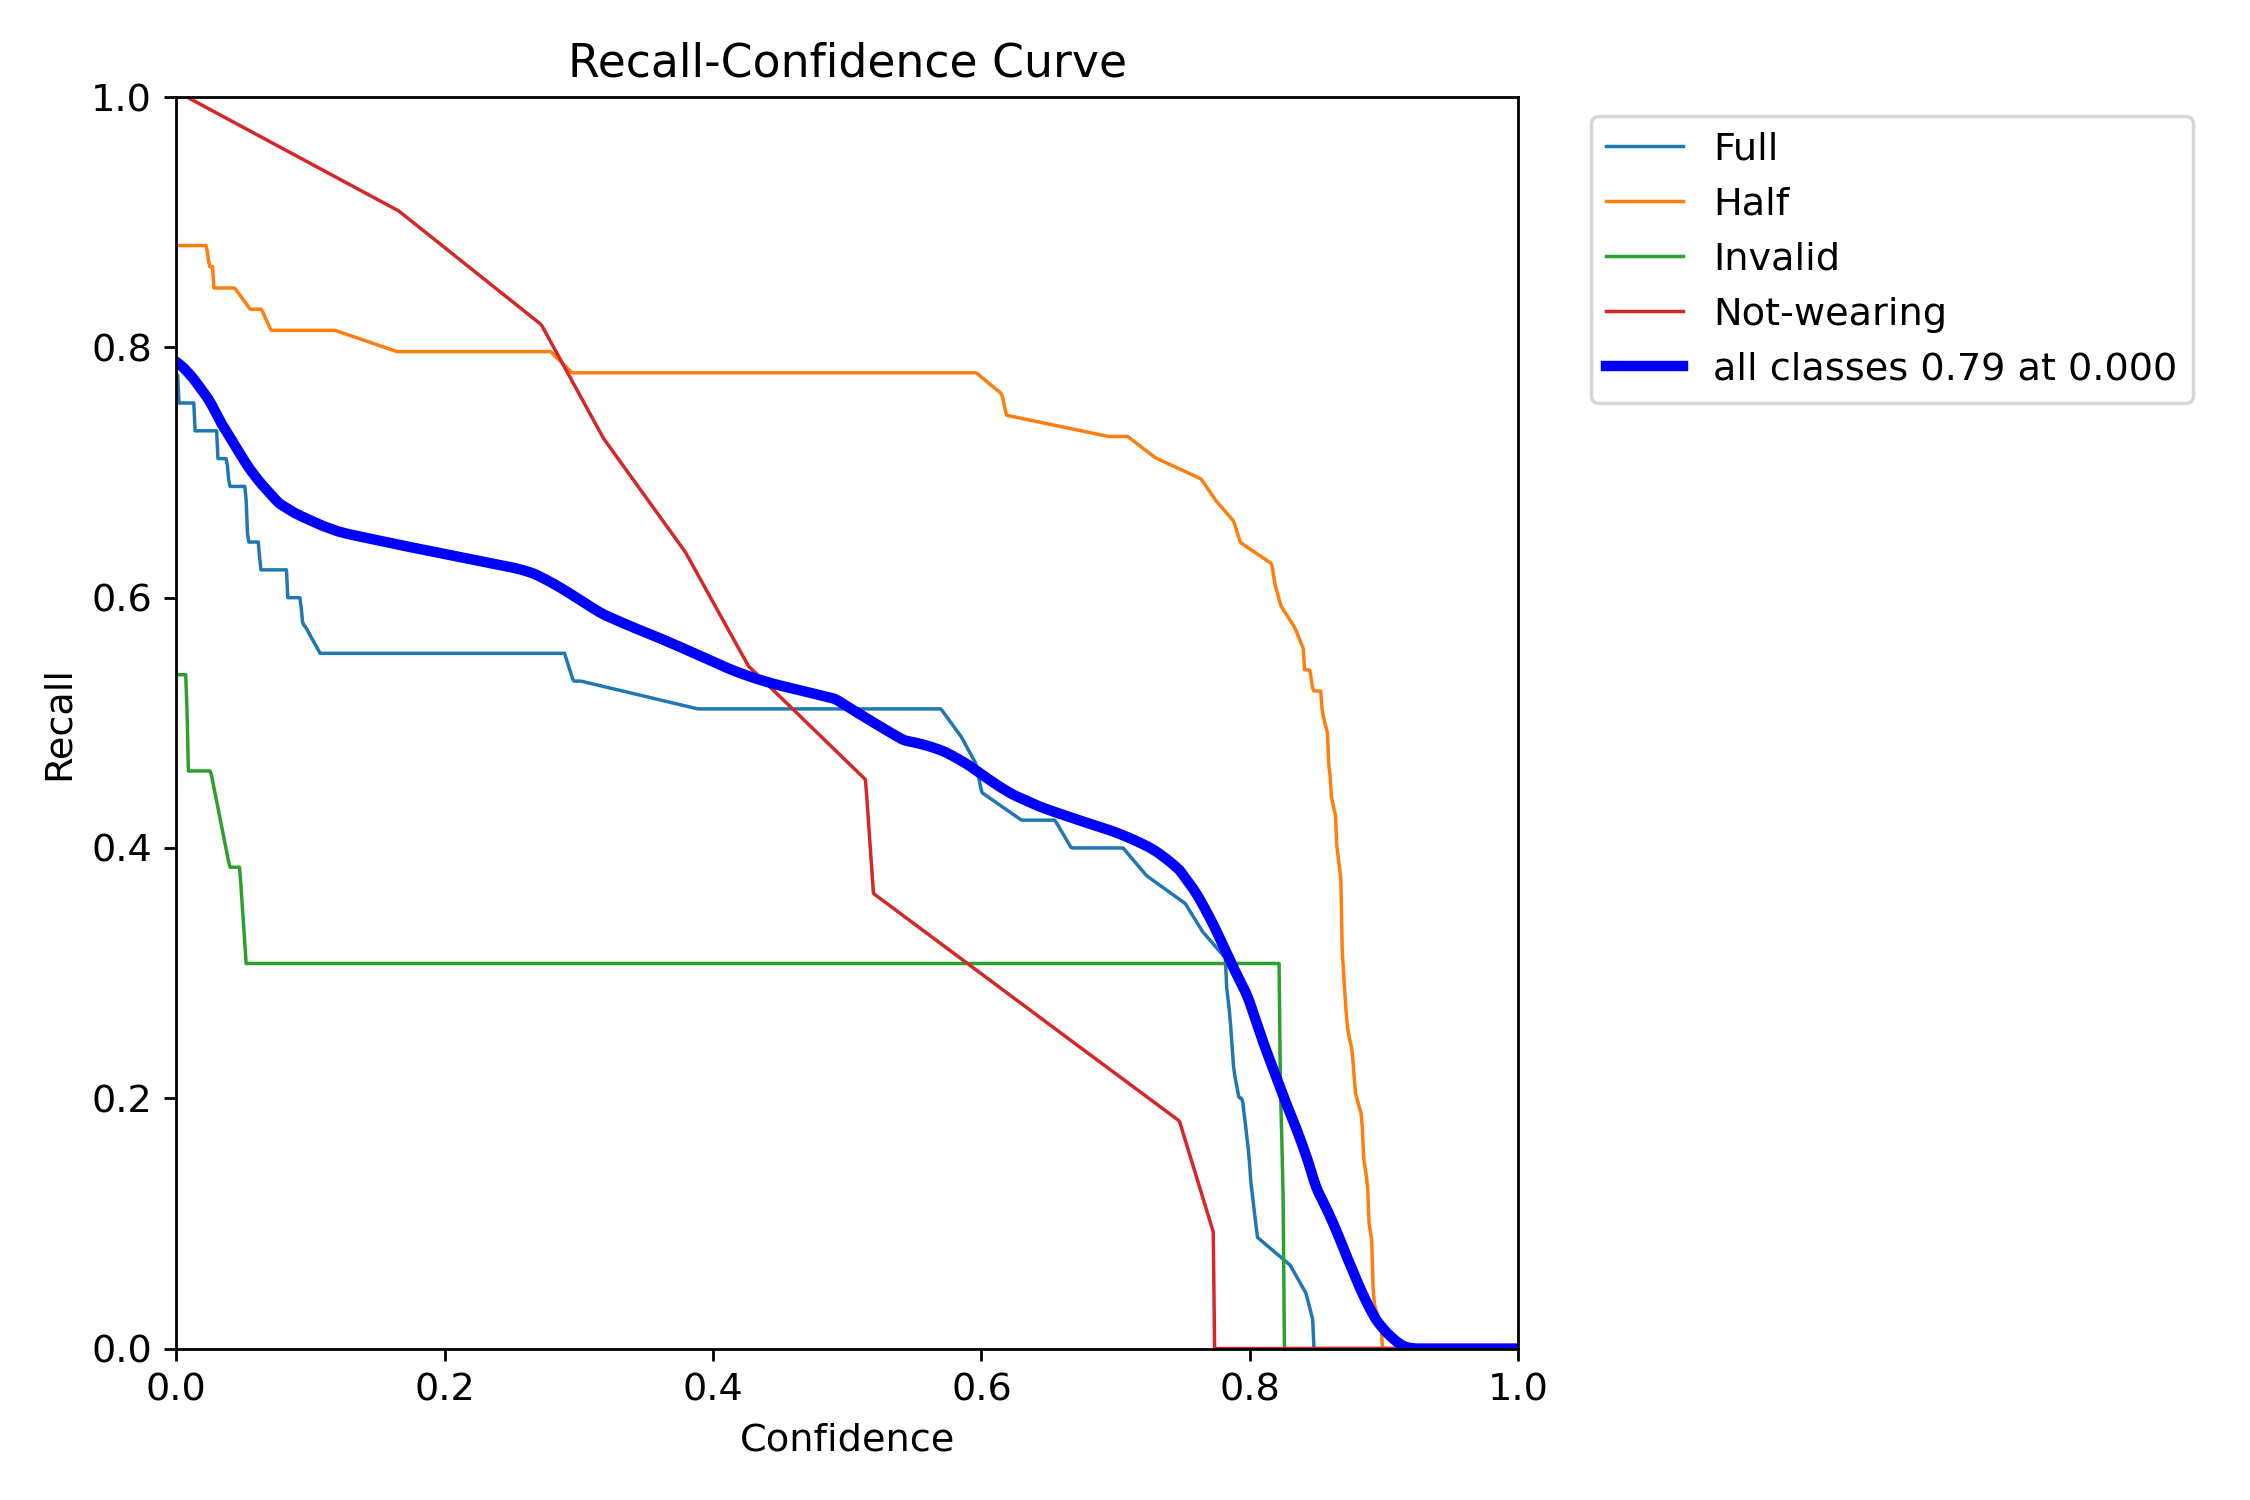 Recall-Confidence Curve
1.0
0.8
0.6
0.4
0.2
0.0
Recall
0.0 0.2 0.4 0.6 0.8 1.0
Confidence
Full
Half
Invalid
Not-wearing
all classes 0.79 at 0.000